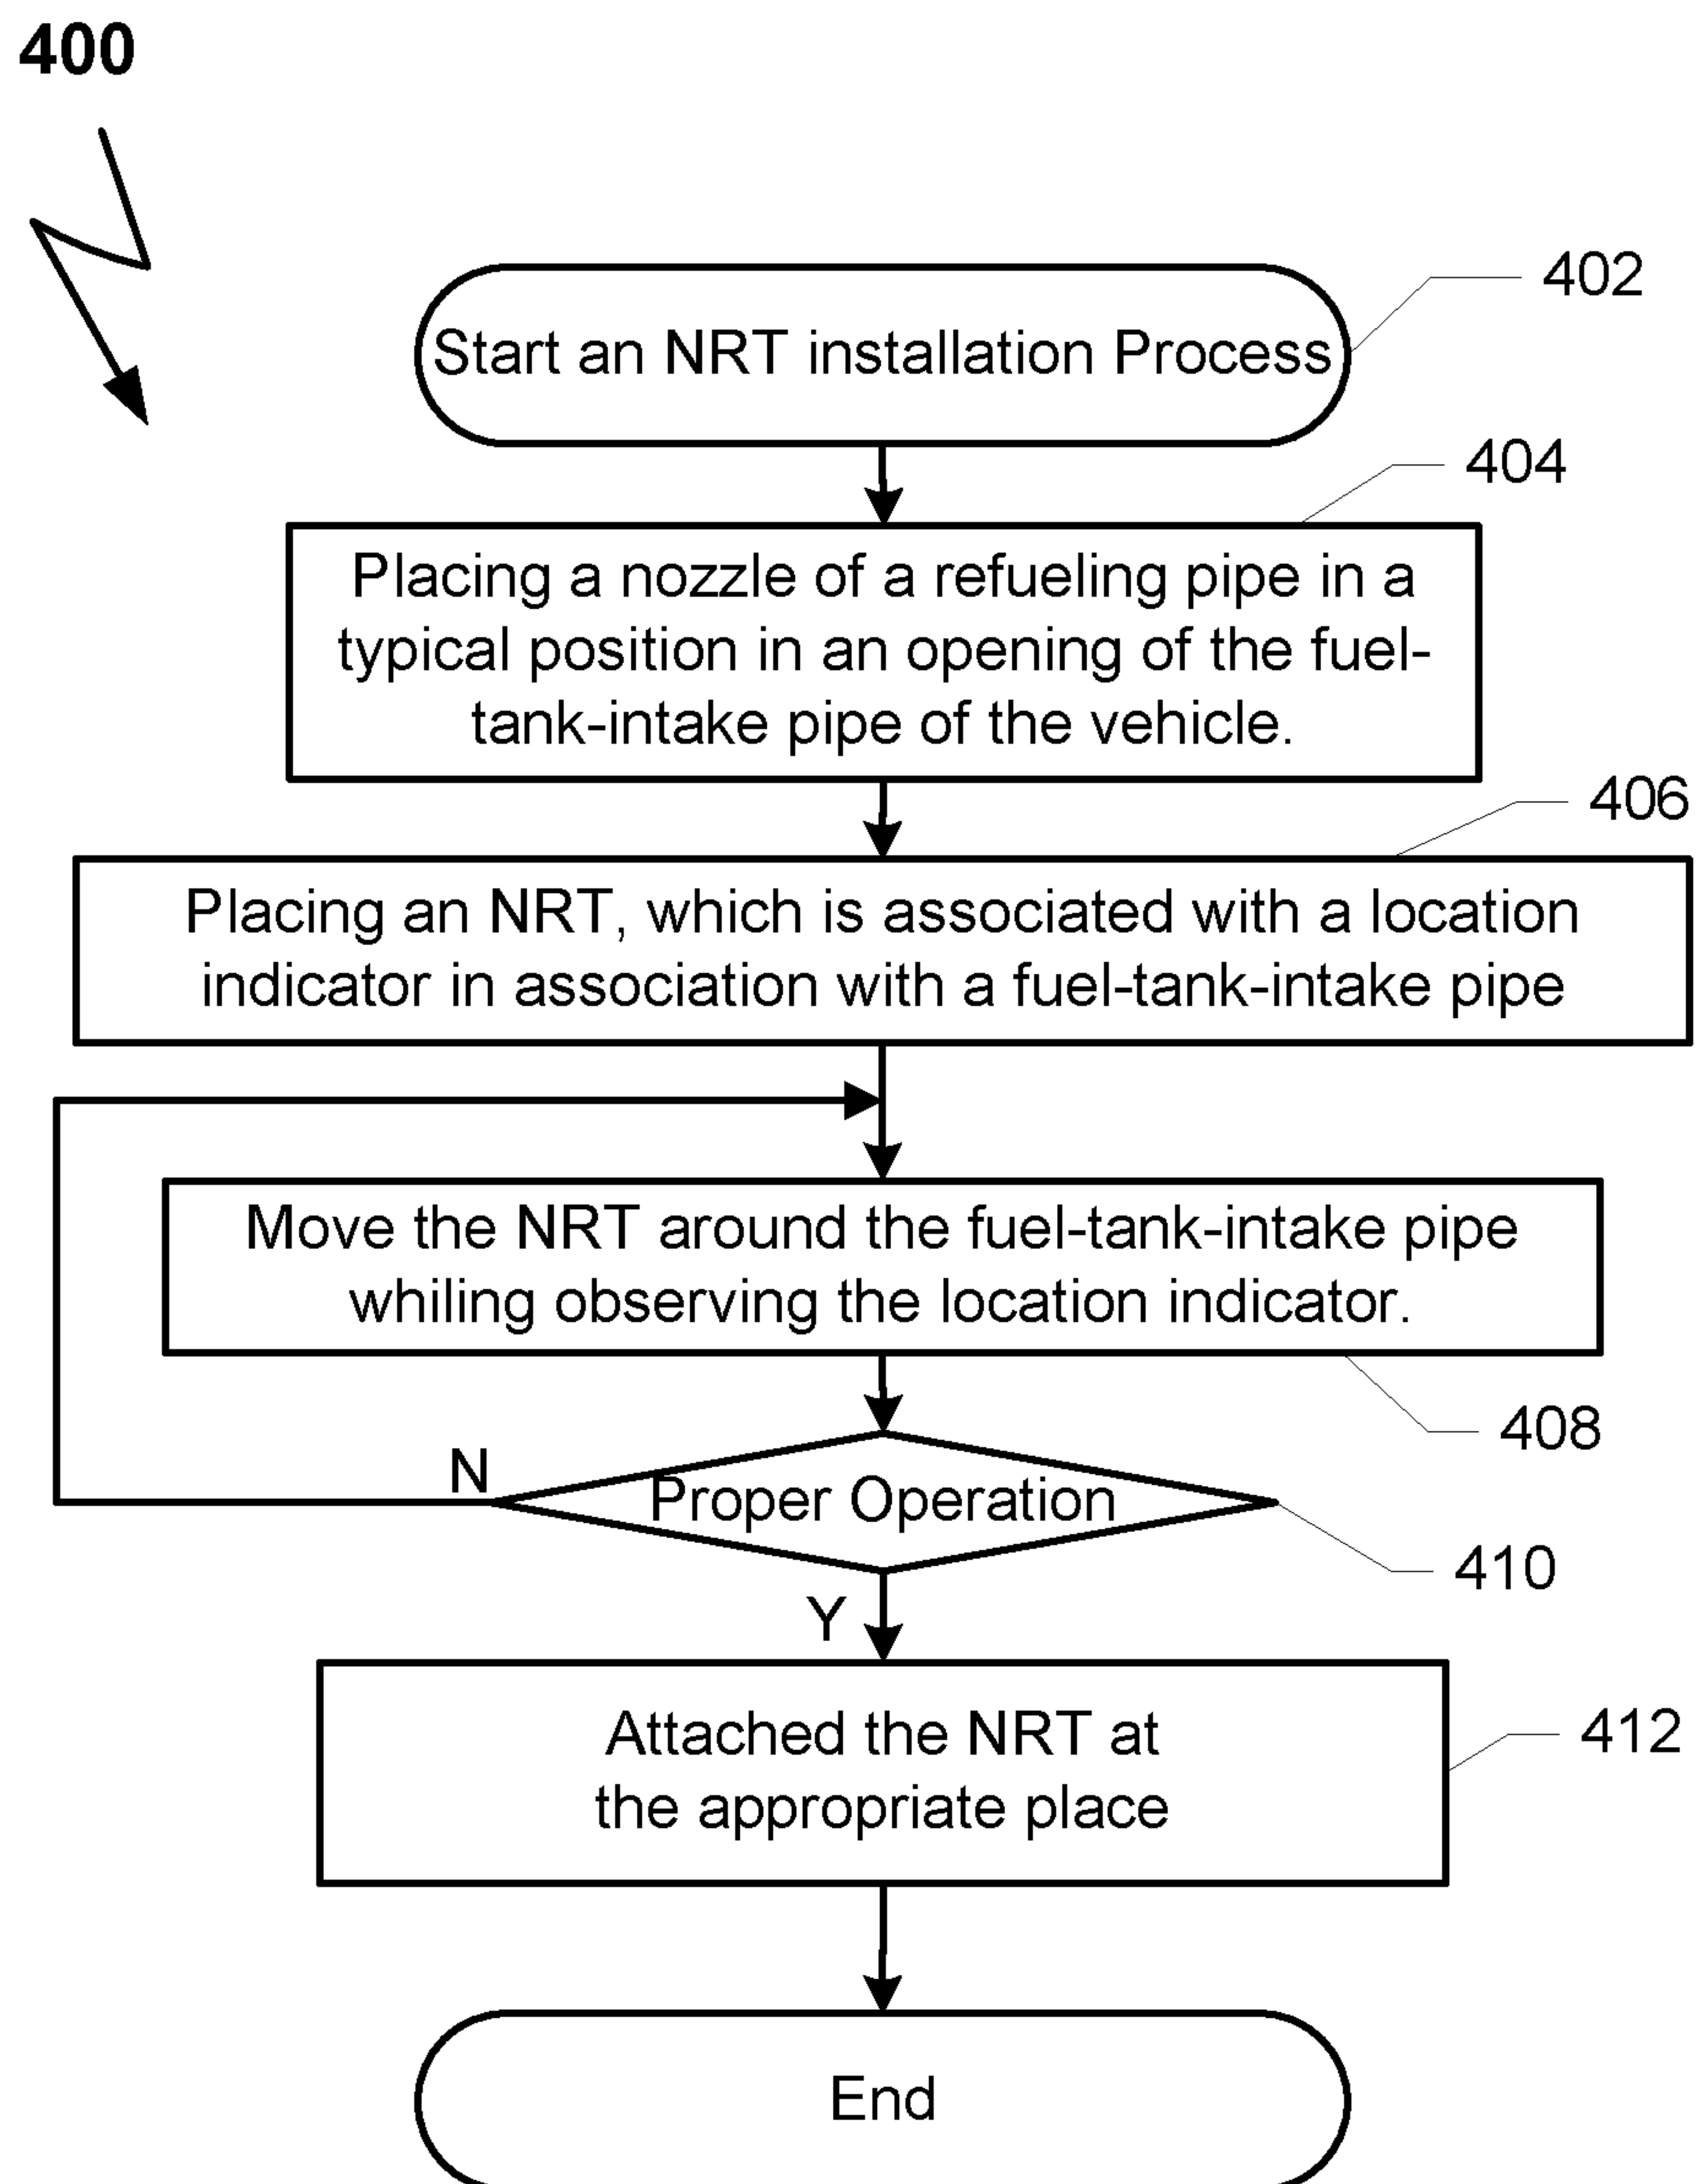 400
Start an NRT installation Process
402
404
Placing a nozzle of a refueling pipe in a
typical position in an opening of the fuel-
tank-intake pipe of the vehicle.
406
Placing an NRT, which is associated with a location
indicator in association with a fuel-tank-intake pipe
Move the NRT around the fuel-tank-intake pipe
whiling observing the location indicator.
408
N
Proper Operation
410
Y
Attached the NRT at
the appropriate place
412
End